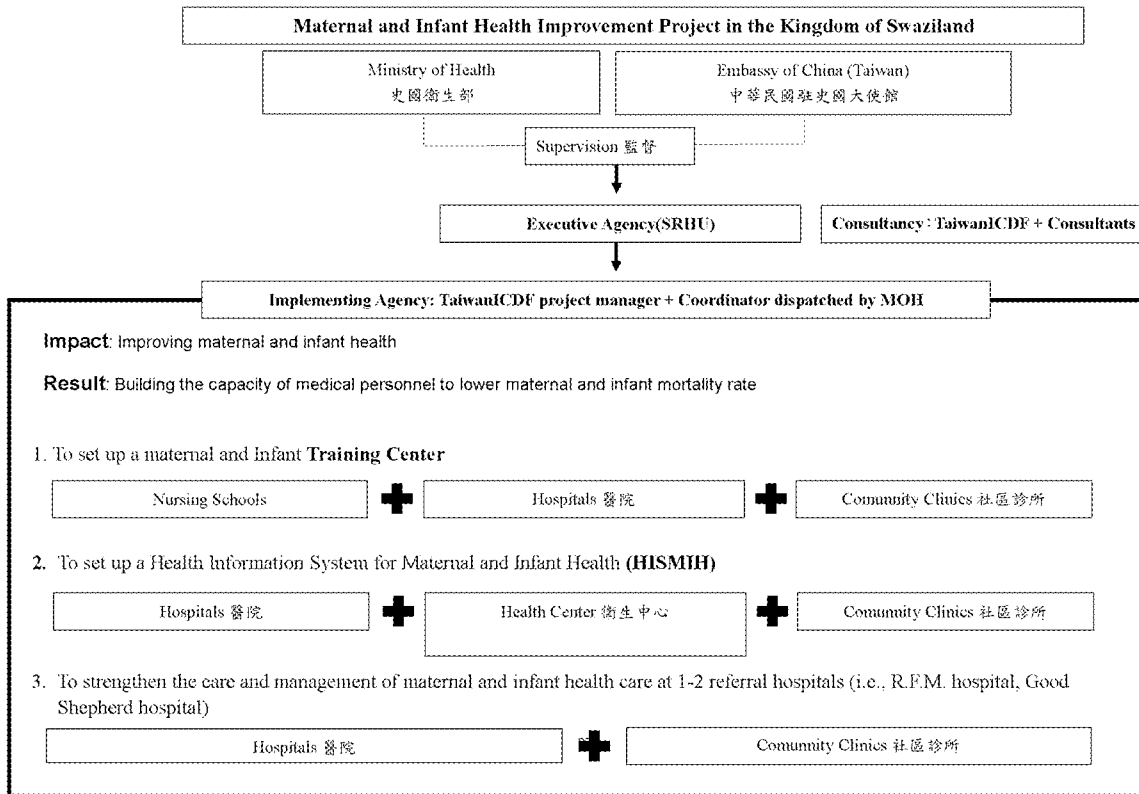 Maternal and Infant Health Improvement Project in the Kingdom of Swaziland
Ministry of Health
史國衛生部
Embassy of China (Taiwan)
中華民國駐史國大使館
Supervision 監督
Executive Agency(SRHU)
Consultancy：TaiwanICDF + Consultants
Implementing Agency: TaiwanICDF project manager + Coordinator dispatched by MOH
Impact: Improving maternal and infant health
Result: Building the capacity of medical personnel to lower maternal and infant mortality rate
1. To set up a maternal and Infant Training Center
Nursing Schools
Hospitals 醫院
Comunnity Clinics 社區診所
2. To set up a Health Information System for Maternal and Infant Health (HISMIH)
Hospitals 醫院
Health Center 衛生中心
Comunnity Clinics 社區診所
3. To strengthen the care and management of maternal and infant health care at 1-2 referral hospitals (i.e., R.F.M. hospital, Good
Shepherd hospital)
Hospitals 醫院
Comunnity Clinics 社區診所